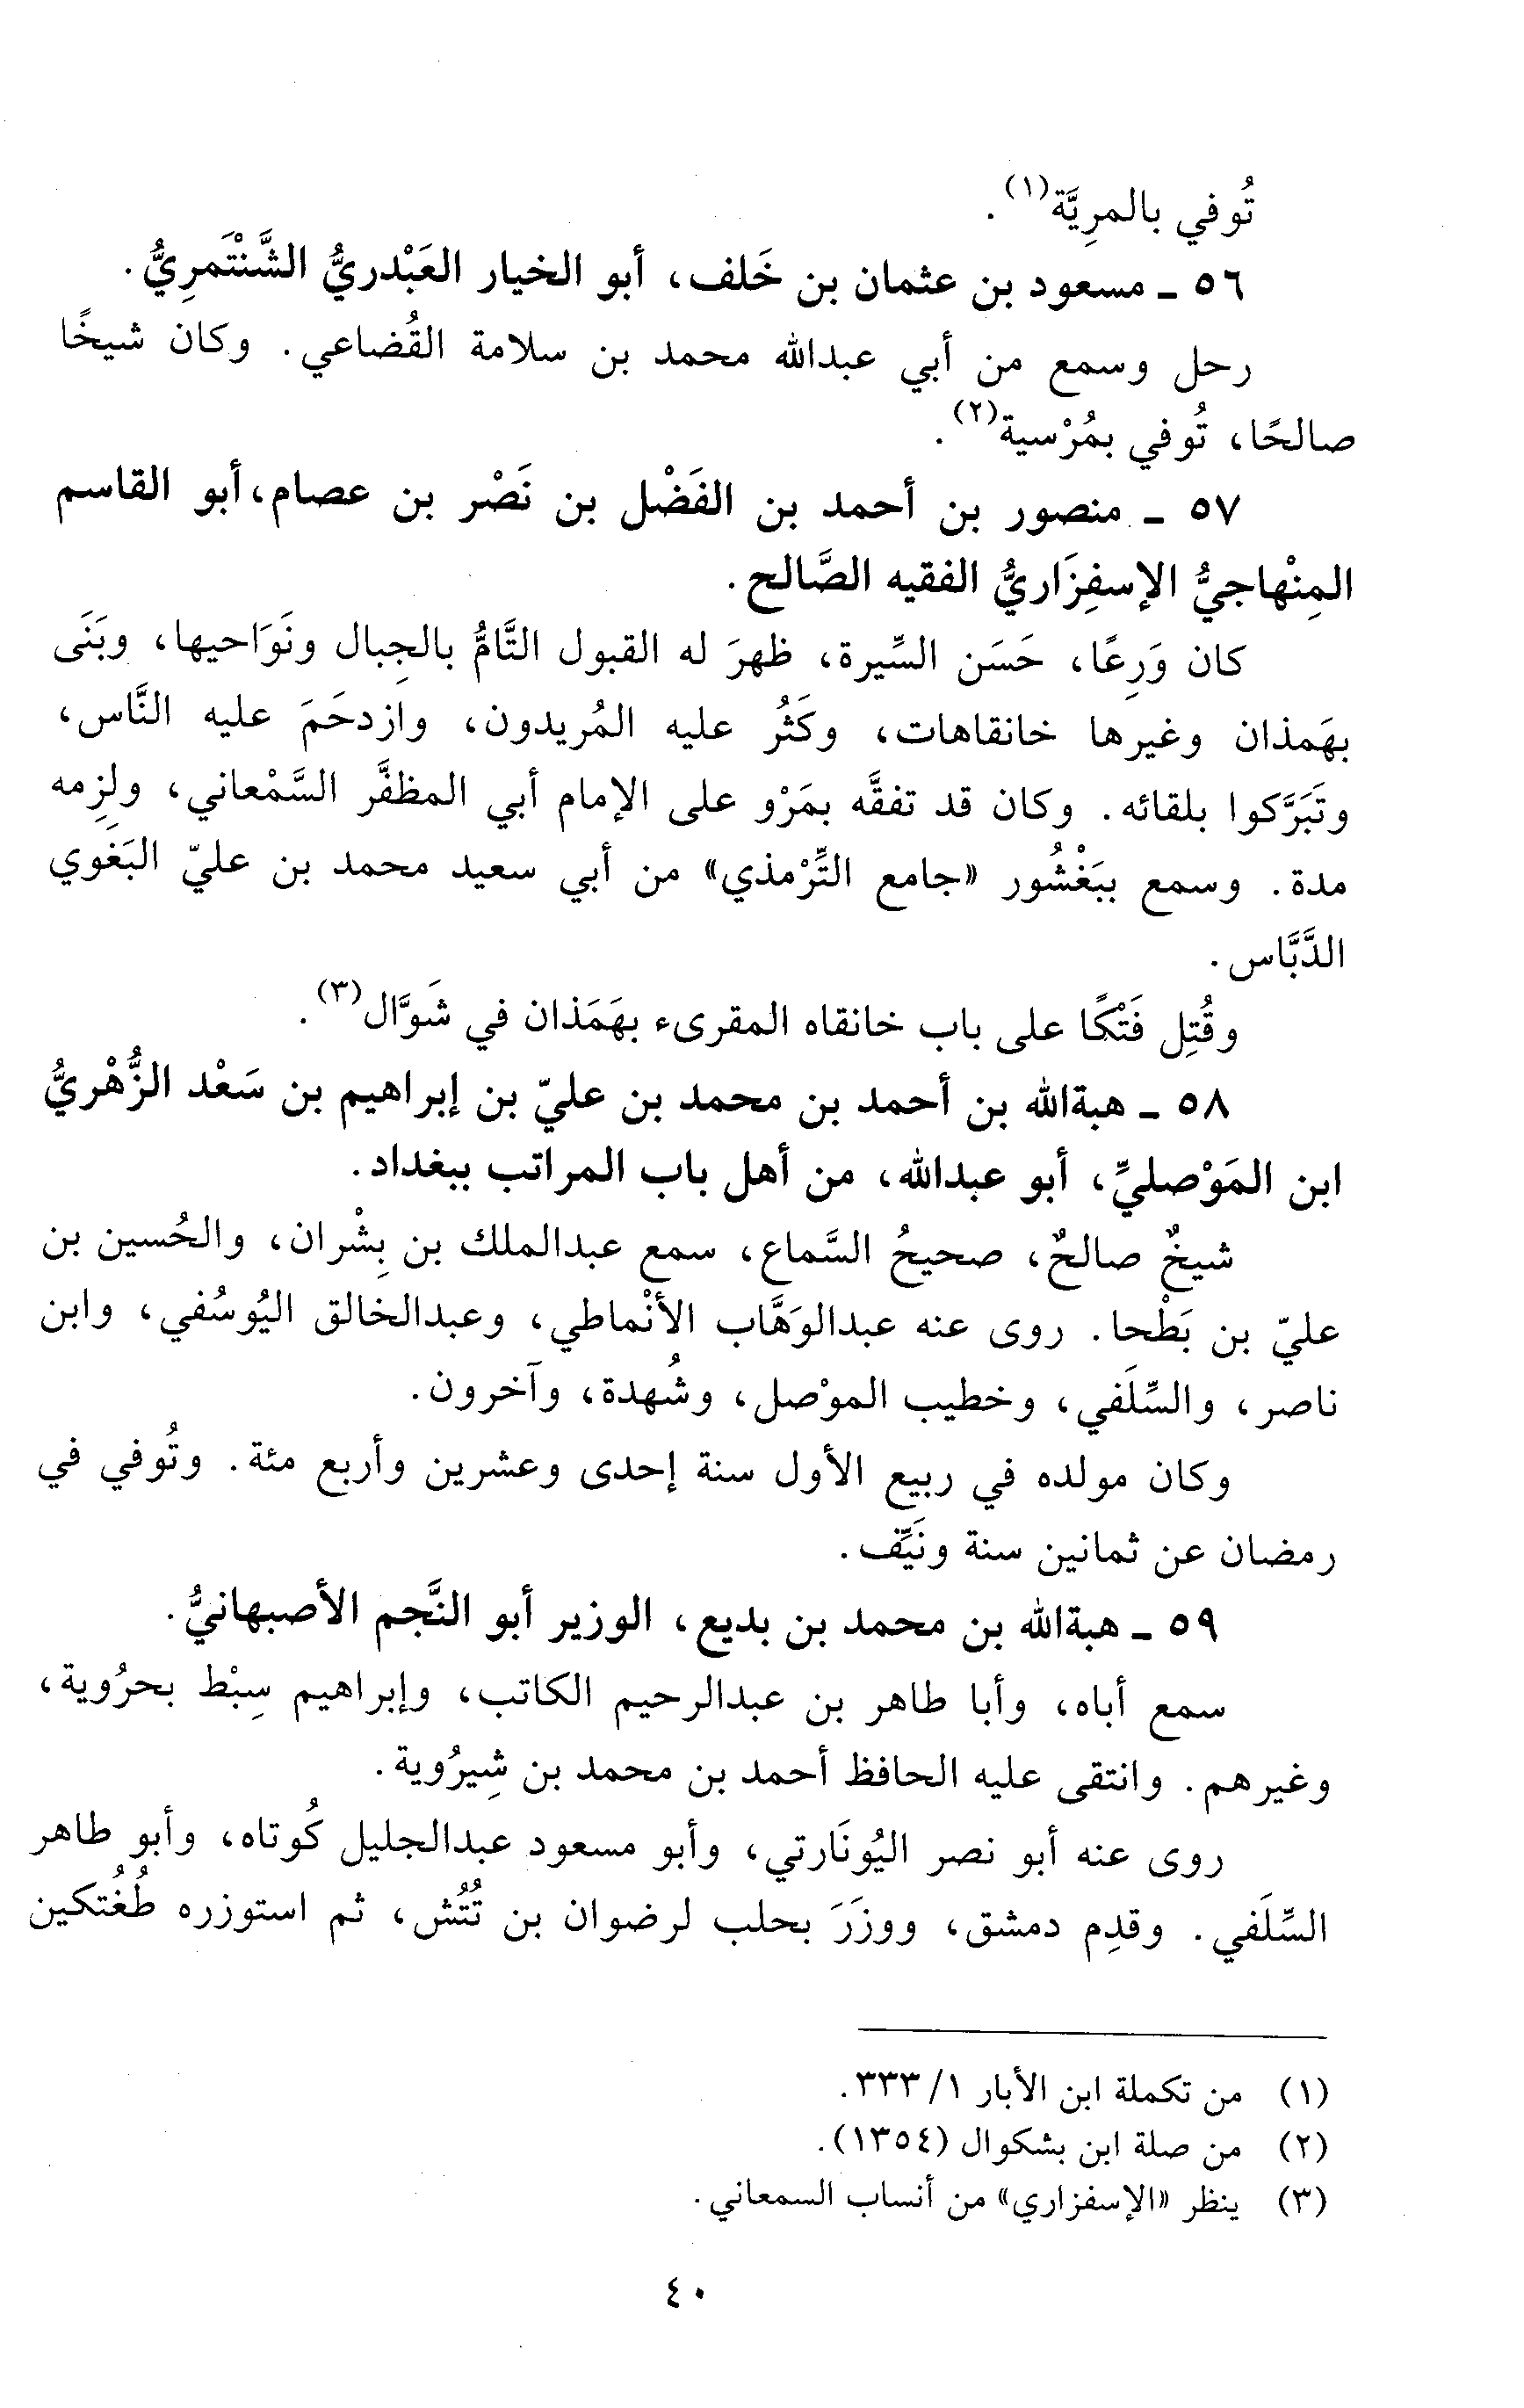 تُوفي بالمرِيَّة(١).
٥٦ ـ مسعود بن عثمان بن خَلف، أبو الخيار العَبْدريُّ الشَّنْتَمرِيُّ.
رحل وسمع من أبي عبدالله محمد بن سلامة القُضاعي. وكان شيخًا
صالحًا، تُوفي بمُرْسية(٢).
٥٧ ـ منصور بن أحمد بن الفَضْل بن نَصْر بن عصام، أبو القاسم
المِنْهاجيُّ الإسفِزَاريُّ الفقيه الصَّالح.
كان وَرِعًا، حَسَن السِّيرة، ظهرَ له القبول التَّامُّ بالجِبال ونَوَاحيها، وبَنَى
بهَمذان وغيرها خانقاهات، وكَثُر عليه المُريدون، وازدحَمَ عليه النَّاس،
وتَبَرَّكوا بلقائه. وكان قد تفقَّه بمَرْو على الإمام أبي المظفَّر السَّمْعاني، ولزِمه
مدة. وسمع ببَغْشُور «جامع التِّرْمذي» من أبي سعيد محمد بن عليّ البَغَوي
الدَّبَّاس.
وقُتِل فَتْكًا على باب خانقاه المقرىء بهَمَذان في شَوَّال(٣).
٥٨ ـ هبةالله بن أحمد بن محمد بن عليّ بن إبراهيم بن سَعْد الزُّهْريُّ
ابن المَوْصليِّ، أبو عبدالله، من أهل باب المراتب ببغداد.
شيخٌ صالحٌ، صحيحُ السَّماع، سمع عبدالملك بن بِشْران، والحُسين بن
عليّ بن بَطْحا. روى عنه عبدالوَهَّاب الأنْماطي، وعبدالخالق اليُوسُفي، وابن
ناصر، والسِّلَفي، وخطيب الموْصل، وشُهدة، وآخرون.
وكان مولده في ربيع الأول سنة إحدى وعشرين وأربع مئة. وتُوفي في
رمضان عن ثمانين سنة ونَيِّف.
٥٩ ـ هبةالله بن محمد بن بديع، الوزير أبو النَّجم الأصبهانيُّ.
سمع أباه، وأبا طاهر بن عبدالرحيم الكاتب، وإبراهيم سِبْط بحرُوية،
وغيرهم. وانتقى عليه الحافظ أحمد بن محمد بن شِيرُوية.
روى عنه أبو نصر اليُونَارتي، وأبو مسعود عبدالجليل كُوتاه، وأبو طاهر
السِّلَفي. وقدِم دمشق، ووزَرَ بحلب لرضوان بن تُتُش، ثم استوزره طُغُتكين
(١) من تكملة ابن الأبار ١/ ٣٣٣.
(٢) من صلة ابن بشكوال (١٣٥٤).
(٣) ينظر «الإسفزاري» من أنساب السمعاني.
٤٠